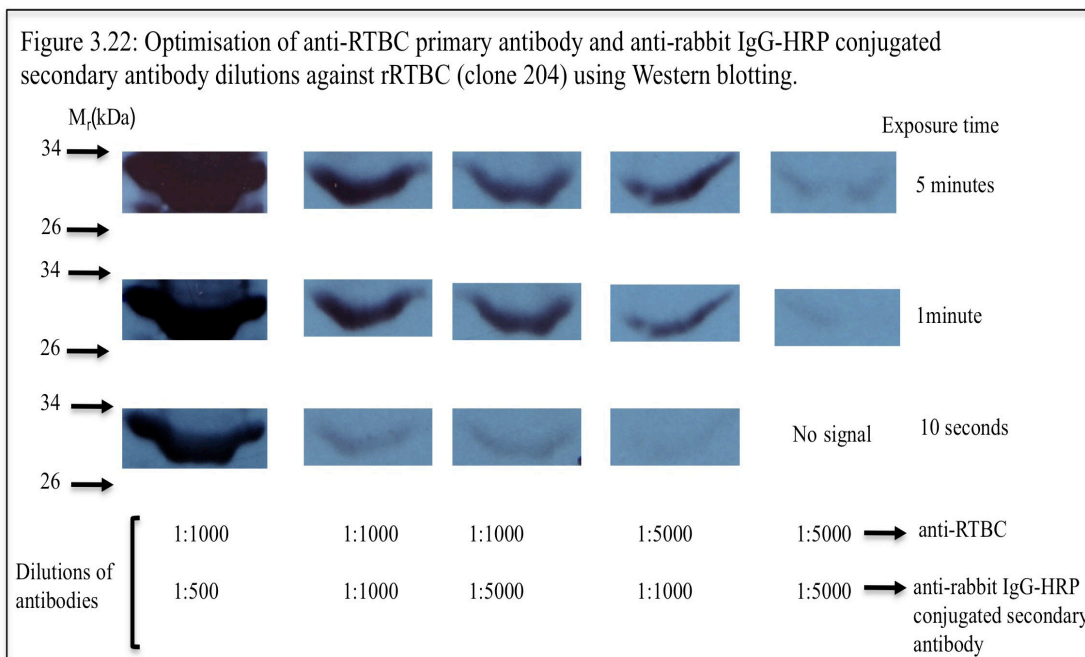 Figure 3.22: Optimisation of anti-RTBC primary antibody and anti-rabbit IgG-HRP conjugated
secondary antibody dilutions against rRTBC (clone 204) using Western blotting.
Mr(kDa)
Exposure time
34
5 minutes
26
34
1minute
26
34
No signal
10 seconds
26
1:1000 1:1000 1:1000 1:5000 1:5000 anti-RTBC
Dilutions of
antibodies
1:500 1:1000 1:5000 1:1000 1:5000 anti-rabbit IgG-HRP
conjugated secondary
antibody